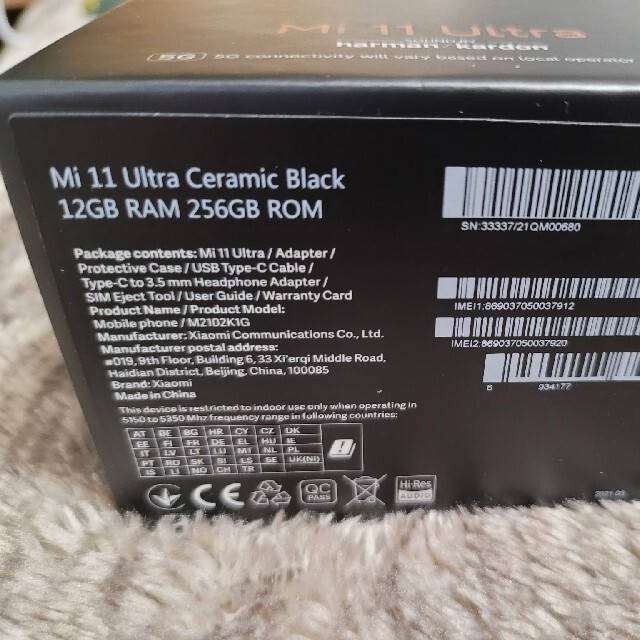 Mi 11 Ultra
harman/kardon
5G 5G connectivity will vary based on local operator
Mi 11 Ultra Ceramic Black
12GB RAM 256GB ROM
SN:33337/21QM00680
Package contents: Mi 11 Ultra / Adapter /
Protective Case / USB Type-C Cable /
Type-C to 3.5 mm Headphone Adapter /
SIM Eject Tool / User Guide / Warranty Card
Product Name / Product Model:
Mobile phone / M2102K1G
Manufacturer: Xiaomi Communications Co., Ltd.
Manufacturer postal address:
#019, 9th Floor, Building 6, 33 Xi'erqi Middle Road,
Haidian District, Beijing, China, 100085
Brand: Xiaomi
Made in China
IMEI1:869037050037912
IMEI2:869037050037920
6 934177
This device is restricted to indoor use only when operating in
5150 to 5350 Mhz frequency range in following countries:
AT BE BG HR CY CZ DK
EE FI FR DE EL HU IE
IT LV LT LU MT NL PL
PT RO SK SI ES SE UK(NI)
IS LI NO CH TR
CE QC PASS Hi-Res AUDIO
2021.03